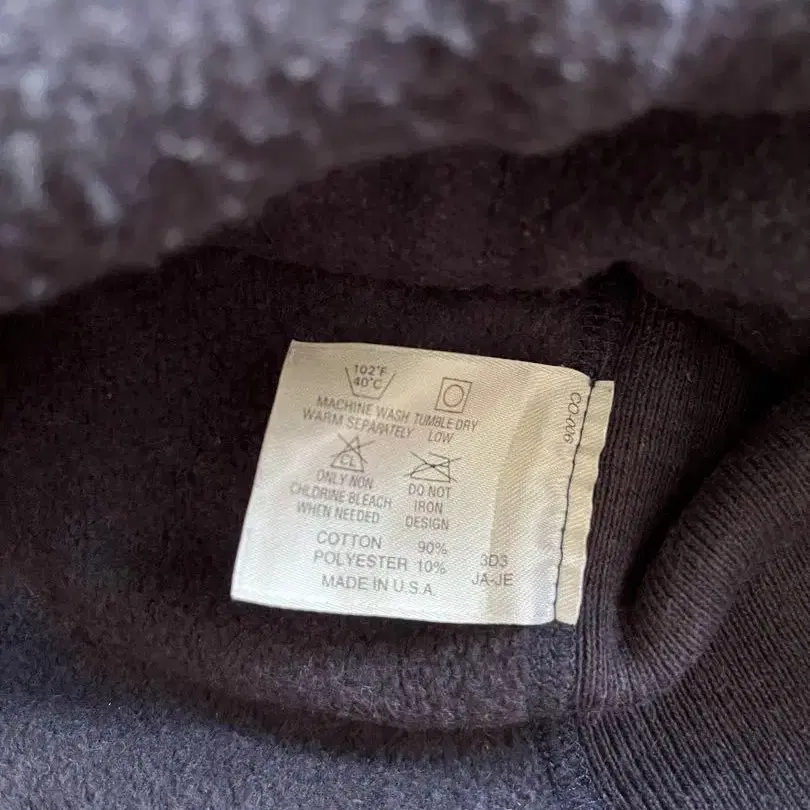 102°F
40°C
MACHINE WASH
WARM SEPARATELY
TUMBLE DRY
LOW
CL
ONLY NON
CHLORINE BLEACH
WHEN NEEDED
DO NOT
IRON
DESIGN
COTTON 90%
POLYESTER 10%
MADE IN U.S.A.
3D3
JA-JE
CO.006